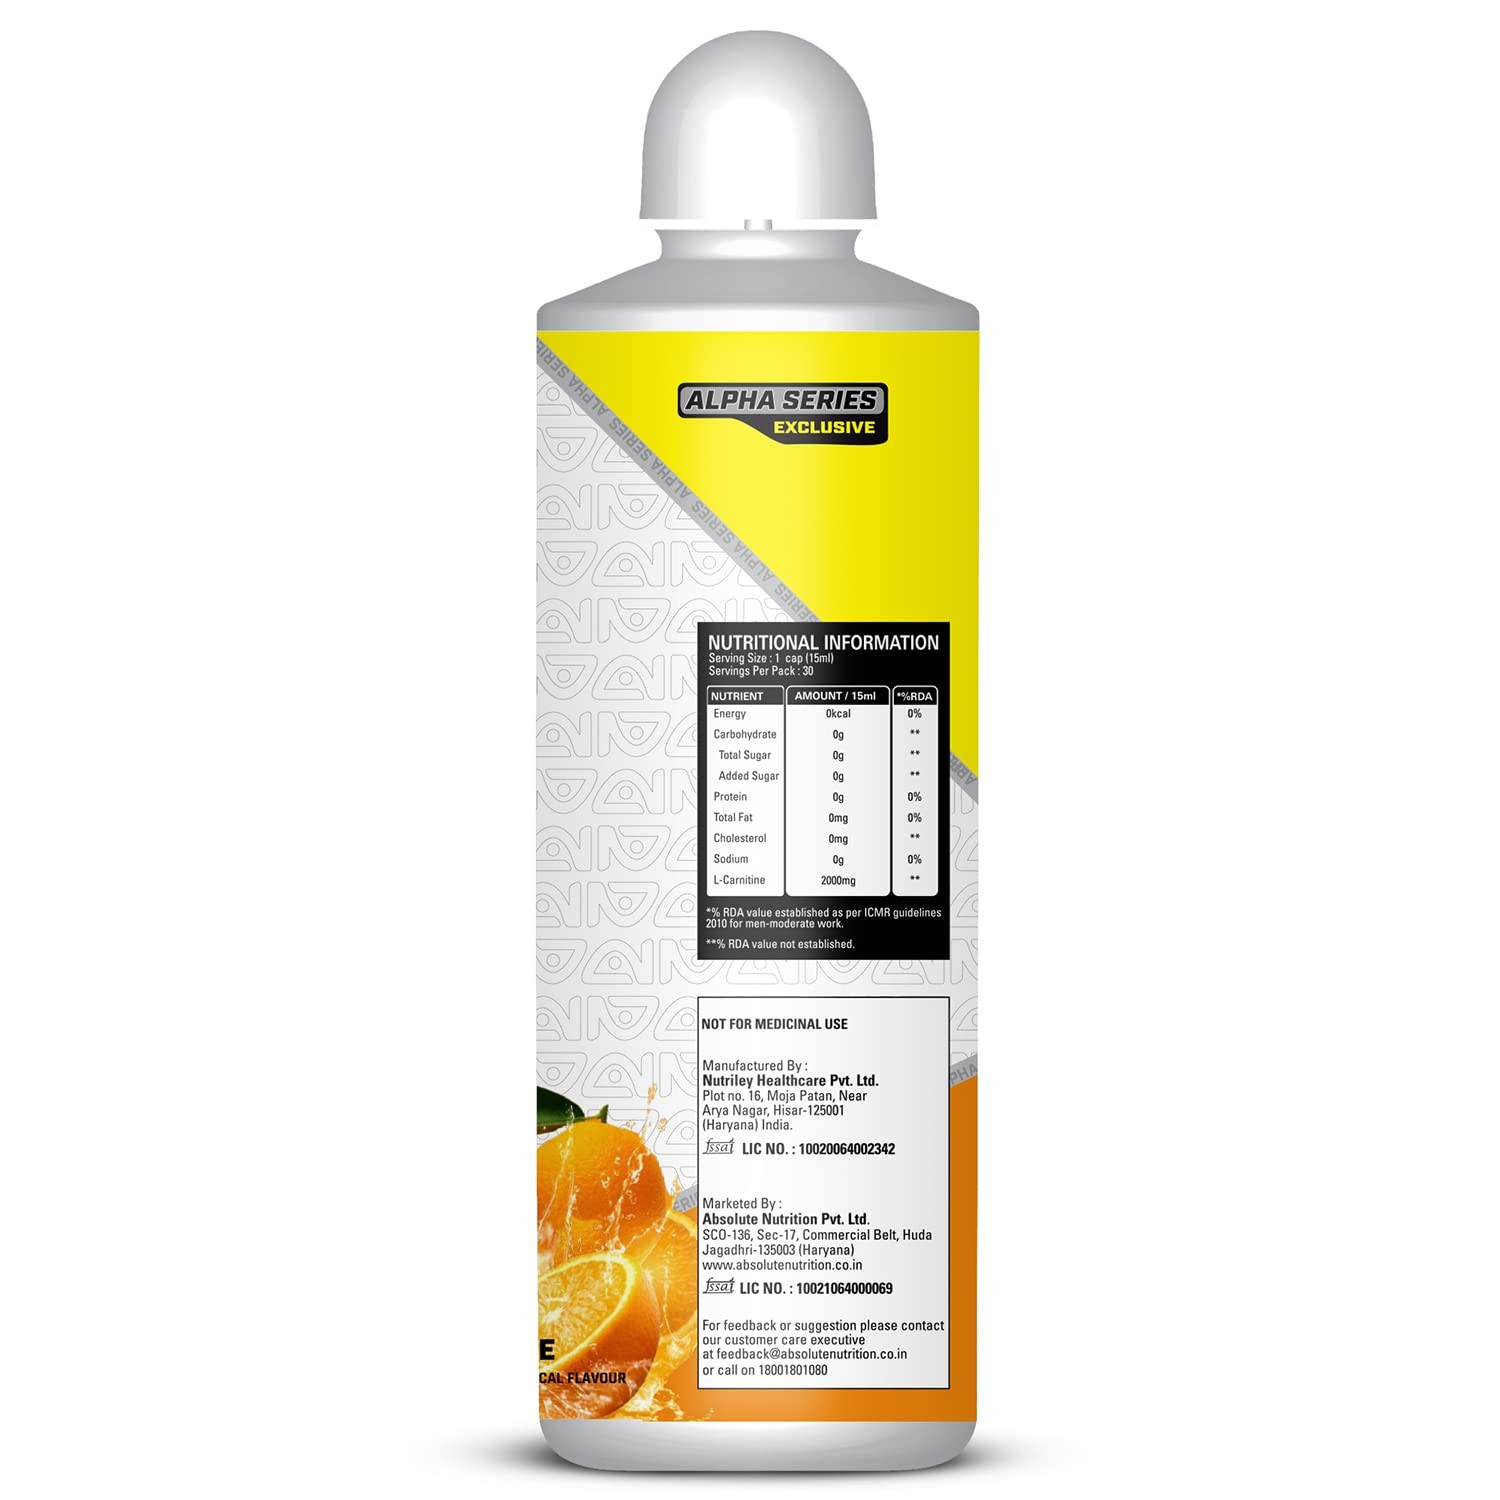 ALPHA SERIES
EXCLUSIVE
ALPHA SERIES ALPHA SERIES ALPHA SERIES ALPHA SERIES
NUTRITIONAL INFORMATION
Serving Size : 1 cap (15ml)
Servings Per Pack : 30
NUTRIENT AMOUNT / 15ml *%RDA
Energy 0kcal 0%
Carbohydrate 0g **
Total Sugar 0g **
Added Sugar 0g **
Protein 0g 0%
Total Fat 0mg 0%
Cholesterol 0mg **
Sodium 0g 0%
L-Carnitine 2000mg **
*% RDA value established as per ICMR guidelines
2010 for men-moderate work.
**% RDA value not established.
NOT FOR MEDICINAL USE
Manufactured By :
Nutriley Healthcare Pvt. Ltd.
Plot no. 16, Moja Patan, Near
Arya Nagar, Hisar-125001
(Haryana) India.
fssai LIC NO. : 10020064002342
Marketed By :
Absolute Nutrition Pvt. Ltd.
SCO-136, Sec-17, Commercial Belt, Huda
Jagadhri-135003 (Haryana)
www.absolutenutrition.co.in
fssai LIC NO. : 10021064000069
For feedback or suggestion please contact
our customer care executive
at feedback@absolutenutrition.co.in
or call on 18001801080
E
CAL FLAVOUR